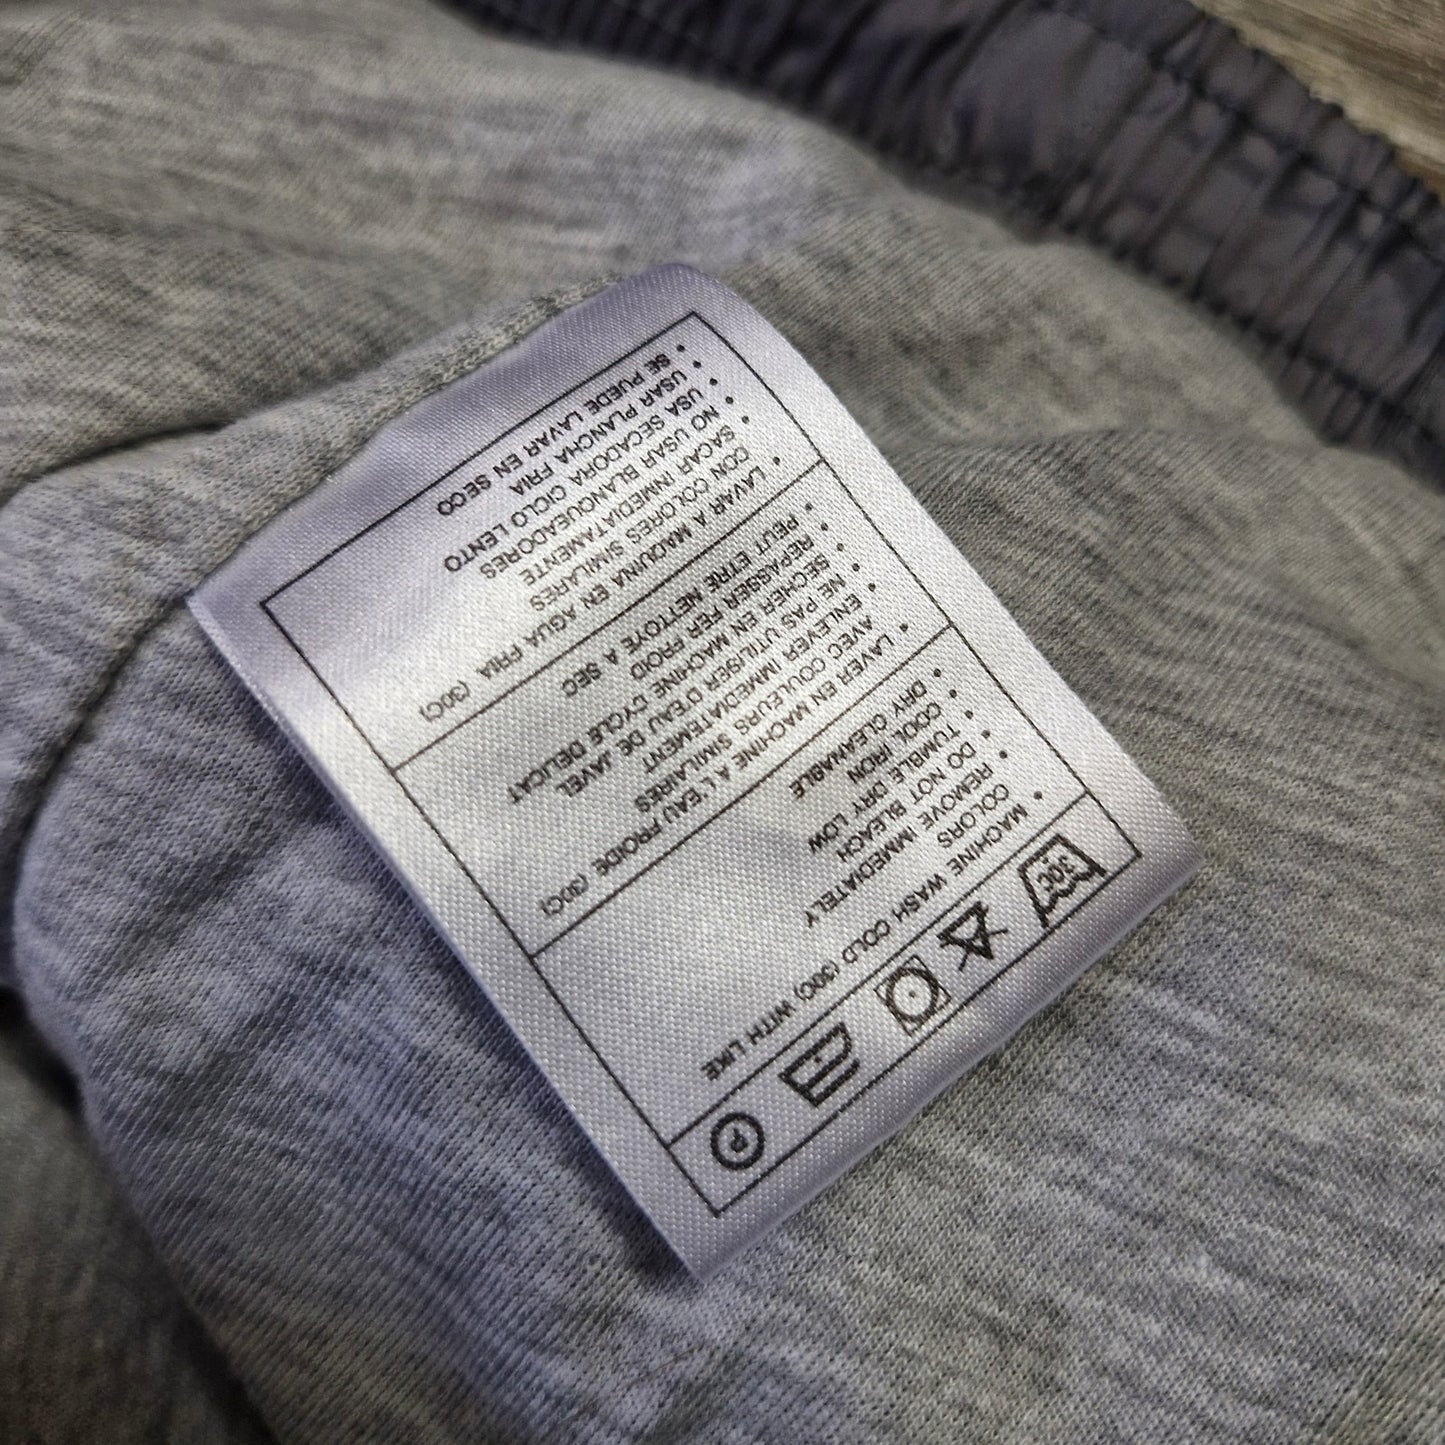 30C
P
• MACHINE WASH COLD (30C) WITH LIKE
COLORS
• REMOVE IMMEDIATELY
• DO NOT BLEACH
• TUMBLE DRY LOW
• COOL IRON
• DRY CLEANABLE
• LAVER EN MACHINE A L'EAU FROIDE (30C)
AVEC COULEURS SIMILAIRES
• ENLEVER IMMEDIATEMENT
• NE PAS UTILISER D'EAU DE JAVEL
• SECHER EN MACHINE CYCLE DELICAT
• REPASSER FER FROID
• PEUT ETRE NETTOYE A SEC
• LAVAR A MAQUINA EN AGUA FRIA (30C)
CON COLORES SIMILARES
• SACAR INMEDIATAMENTE
• NO USAR BLANQUEADORES
• USA SECADORA CICLO LENTO
• USAR PLANCHA FRIA
• SE PUEDE LAVAR EN SECO